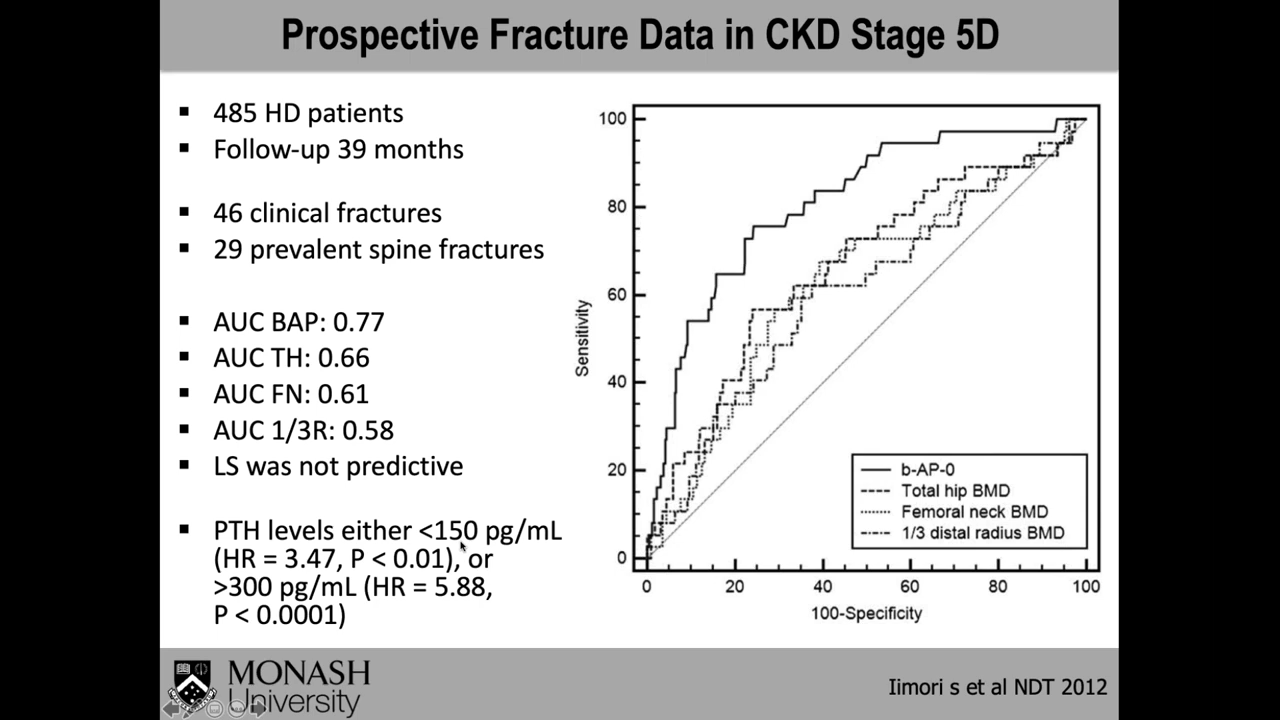 Prospective Fracture Data in CKD Stage 5D
485 HD patients
Follow-up 39 months
46 clinical fractures
29 prevalent spine fractures
AUC BAP: 0.77
AUC TH: 0.66
AUC FN: 0.61
AUC 1/3R: 0.58
LS was not predictive
PTH levels either <150 pg/mL
(HR = 3.47, P < 0.01), or
>300 pg/mL (HR = 5.88,
P < 0.0001)
Sensitivity
100
80
60
40
20
0
0 20 40 60 80 100
100-Specificity
b-AP-0
Total hip BMD
Femoral neck BMD
1/3 distal radius BMD
MONASH
University
Iimori s et al NDT 2012